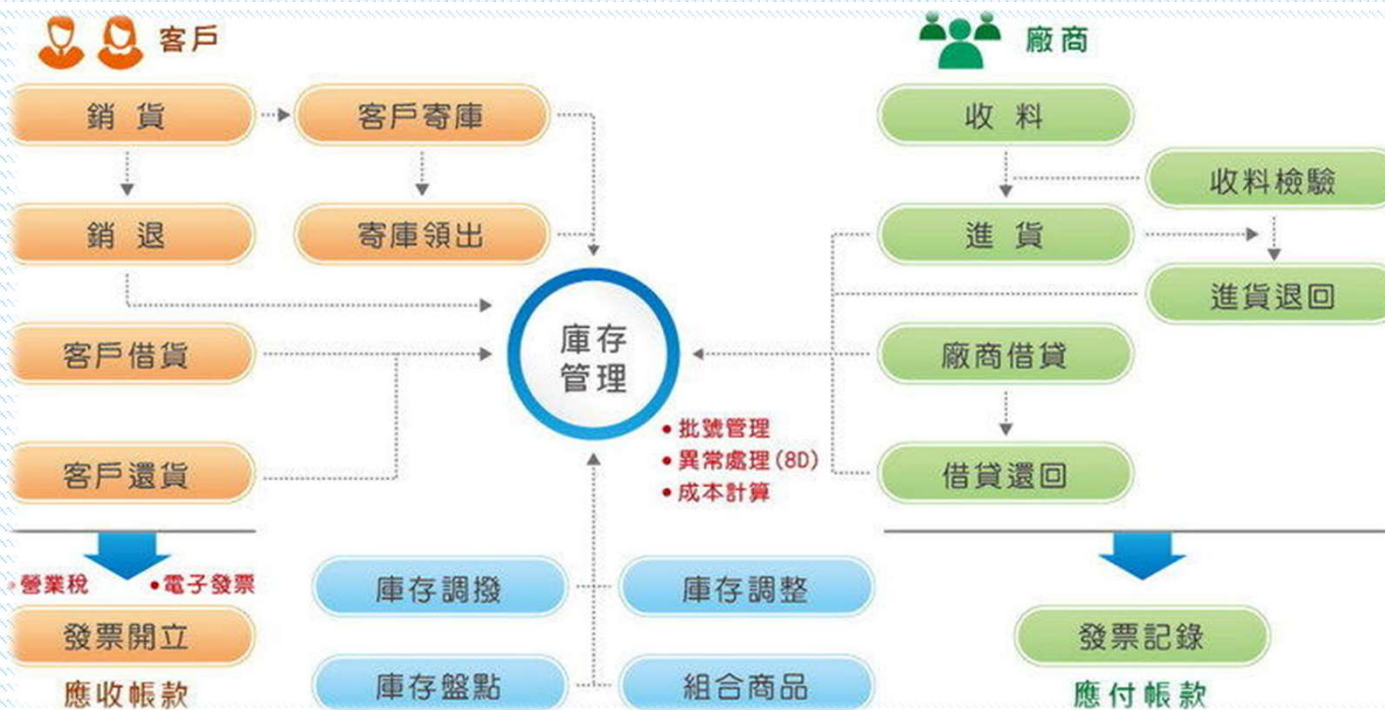 客戶
廠商
銷貨
客戶寄庫
收料
收料檢驗
銷退
寄庫領出
進貨
進貨退回
庫存
管理
客戶借貨
廠商借貸
•批號管理
•異常處理(8D)
•成本計算
客戶還貨
借貸還回
•營業稅
•電子發票
庫存調撥
庫存調整
發票開立
發票記錄
庫存盤點
組合商品
應收帳款
應付帳款